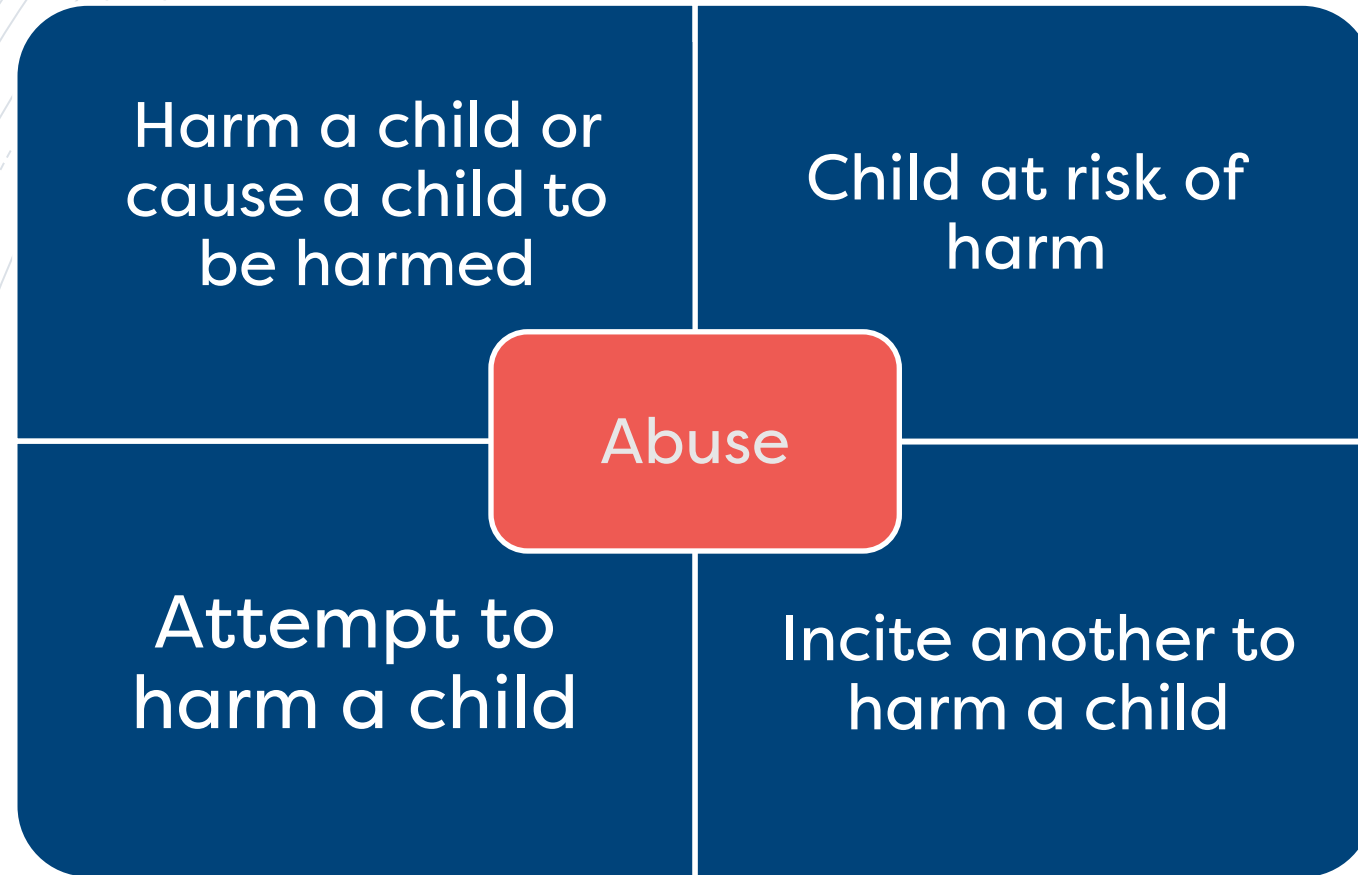 Harm a child or
cause a child to
be harmed
Child at risk of
harm
Abuse
Attempt to
harm a child
Incite another to
harm a child